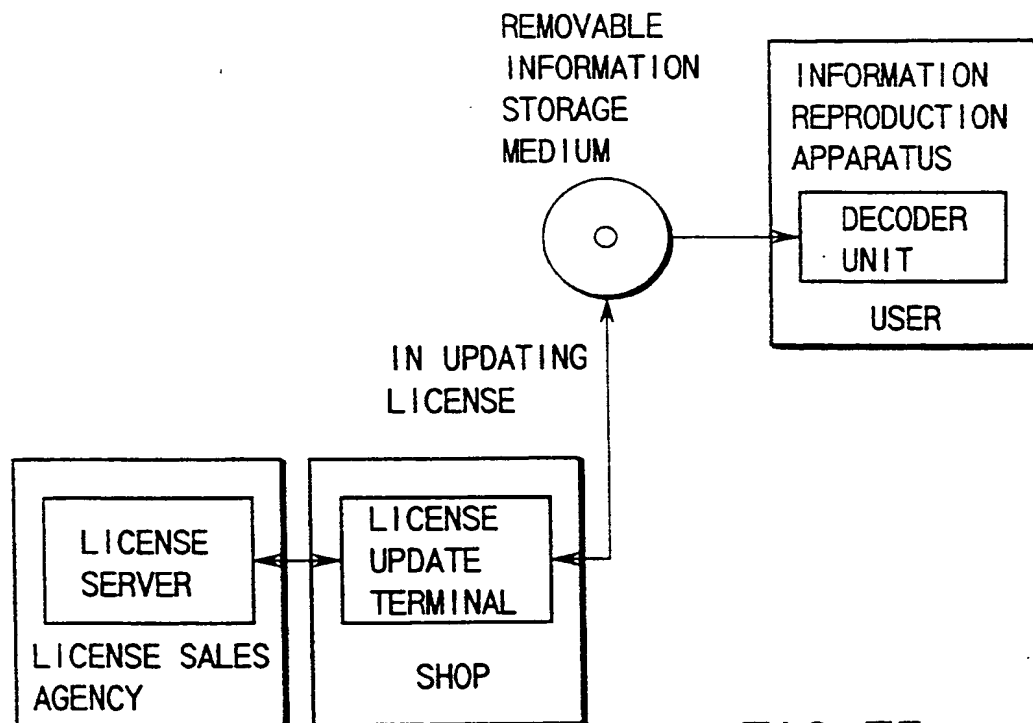 REMOVABLE
INFORMATION
STORAGE
MEDIUM
INFORMATION
REPRODUCTION
APPARATUS
DECODER
UNIT
USER
IN UPDATING
LICENSE
LICENSE
SERVER
LICENSE SALES
AGENCY
LICENSE
UPDATE
TERMINAL
SHOP